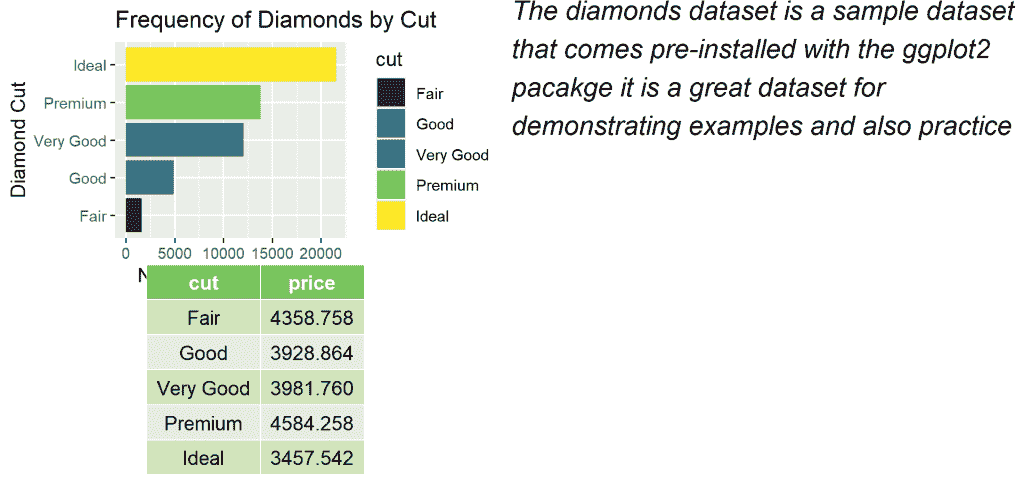 Frequency of Diamonds by Cut
Diamond Cut
Ideal
Premium
Very Good
Good
Fair
0 5000 10000 15000 20000
cut
Fair
Good
Very Good
Premium
Ideal
cut price
Fair 4358.758
Good 3928.864
Very Good 3981.760
Premium 4584.258
Ideal 3457.542
The diamonds dataset is a sample dataset
that comes pre-installed with the ggplot2
pacakge it is a great dataset for
demonstrating examples and also practice